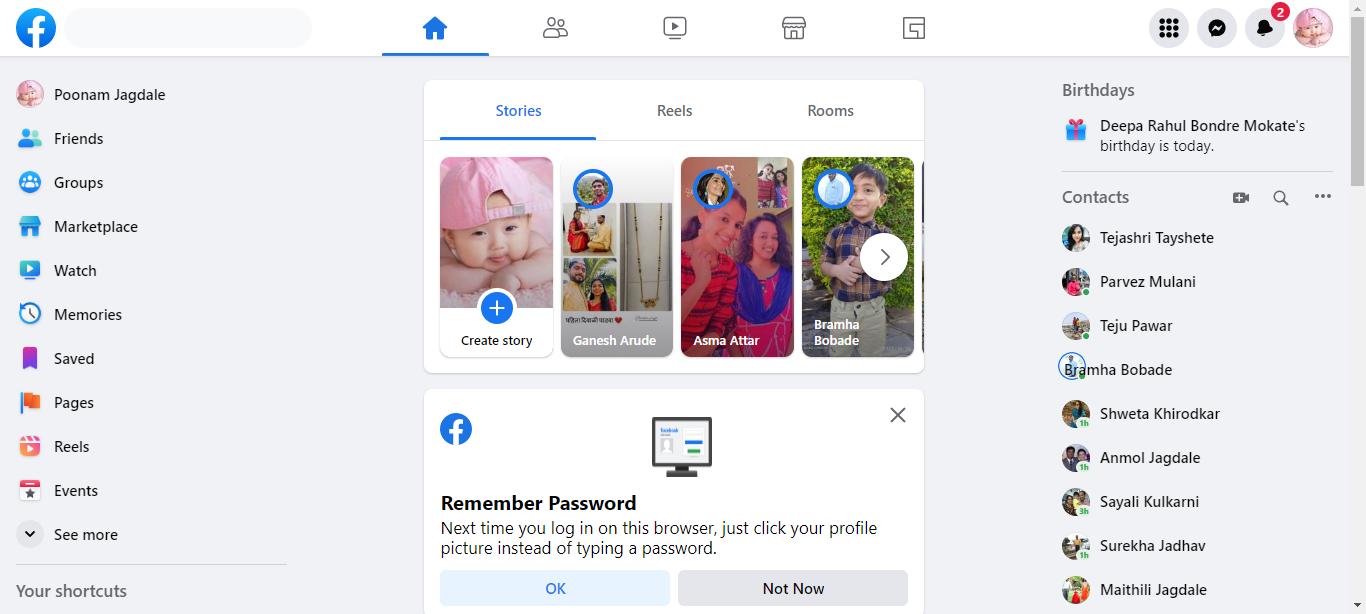 2
Poonam Jagdale
Friends
Groups
Marketplace
Watch
Memories
Saved
Pages
Reels
Events
See more
Your shortcuts
Stories
Reels
Rooms
Create story
पहिला दिवाळी पाडवा
Ganesh Arude
Asma Attar
Bramha
Bobade
Remember Password
Next time you log in on this browser, just click your profile
picture instead of typing a password.
OK
Not Now
Birthdays
Deepa Rahul Bondre Mokate's
birthday is today.
Contacts
Tejashri Tayshete
Parvez Mulani
Teju Pawar
Bramha Bobade
Shweta Khirodkar
1h
Anmol Jagdale
1h
Sayali Kulkarni
3h
Surekha Jadhav
1h
Maithili Jagdale